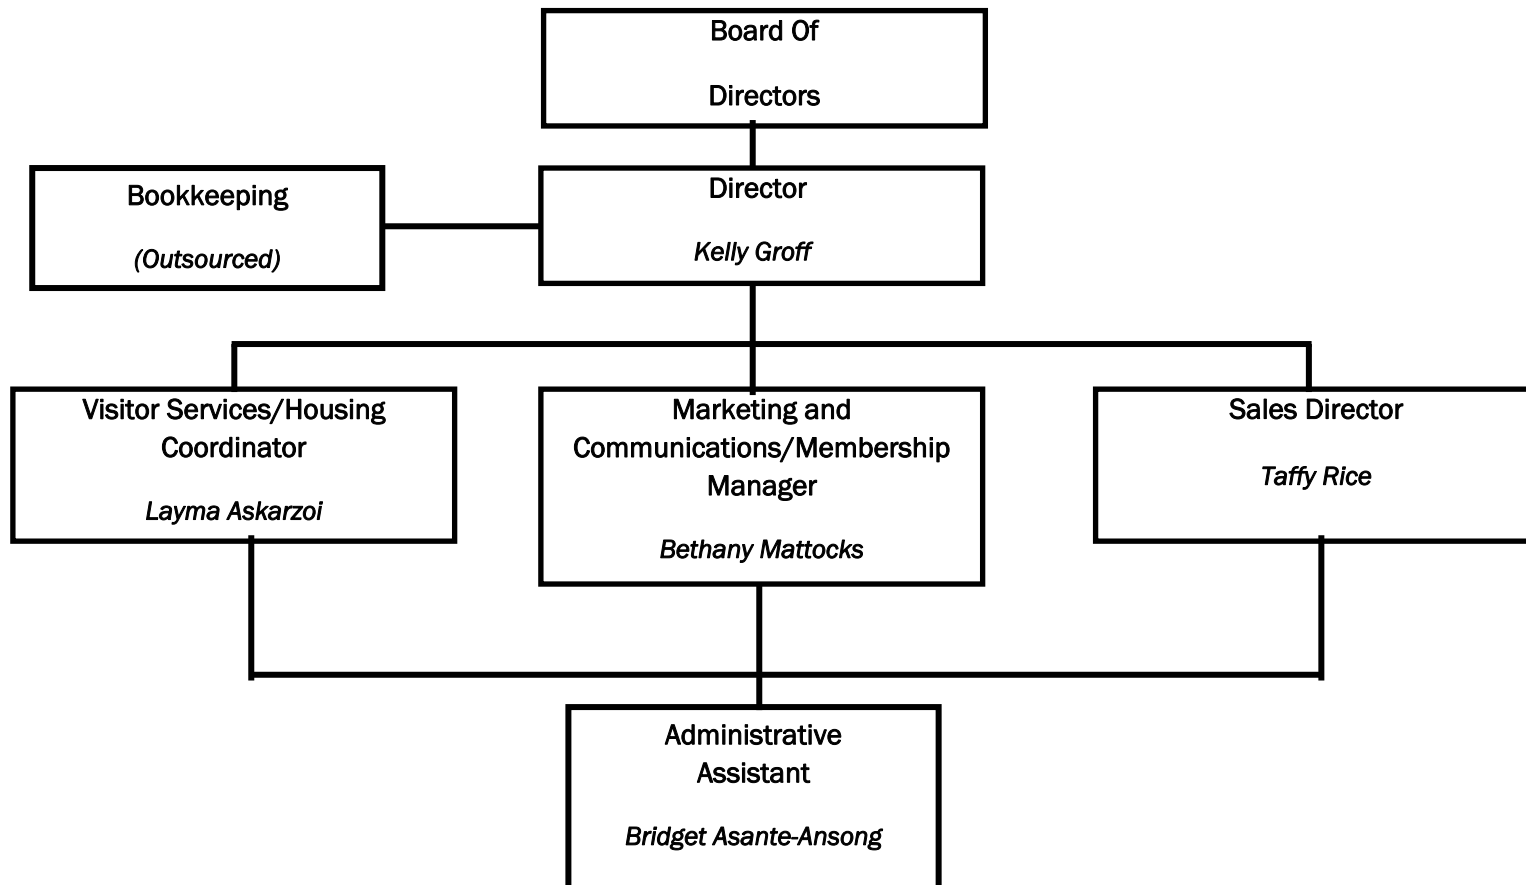 Board Of
Directors
Bookkeeping
(Outsourced)
Director
Kelly Groff
Visitor Services/Housing
Coordinator
Layma Askarzoi
Marketing and
Communications/Membership
Manager
Bethany Mattocks
Sales Director
Taffy Rice
Administrative
Assistant
Bridget Asante-Ansong